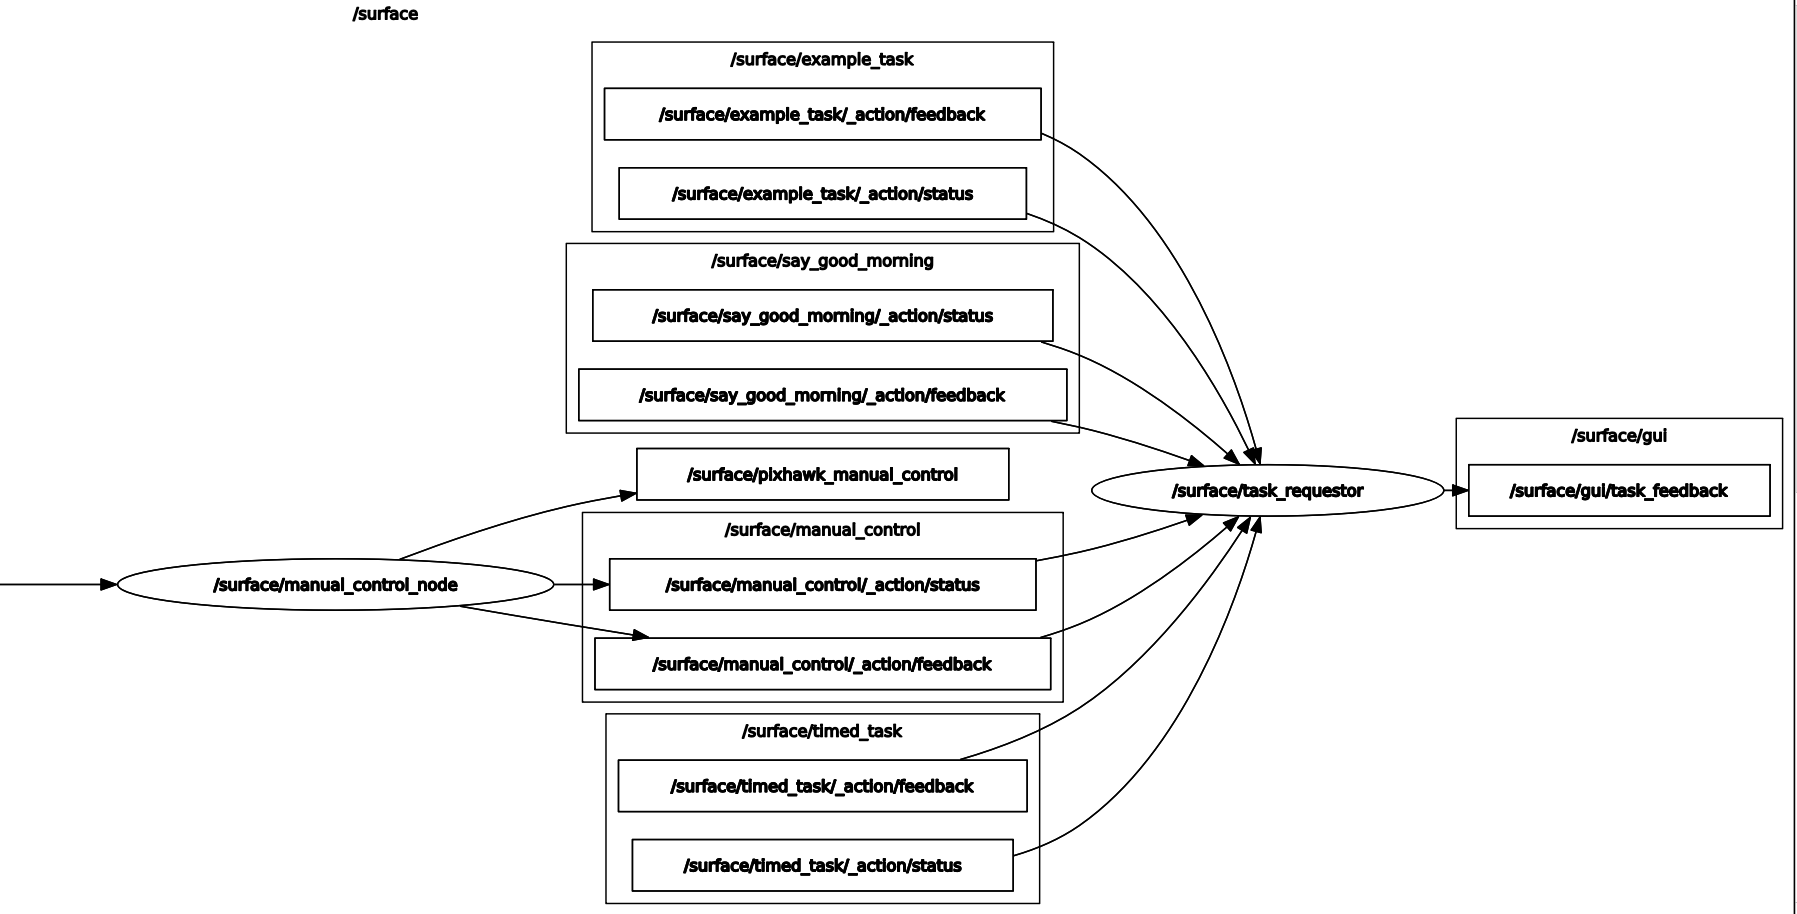 /surface
/surface/example_task
/surface/example_task/_action/feedback
/surface/example_task/_action/status
/surface/say_good_morning
/surface/say_good_morning/_action/status
/surface/say_good_morning/_action/feedback
/surface/pixhawk_manual_control
/surface/manual_control
/surface/manual_control_node
/surface/manual_control/_action/status
/surface/manual_control/_action/feedback
/surface/timed_task
/surface/timed_task/_action/feedback
/surface/timed_task/_action/status
/surface/task_requestor
/surface/gui
/surface/gui/task_feedback